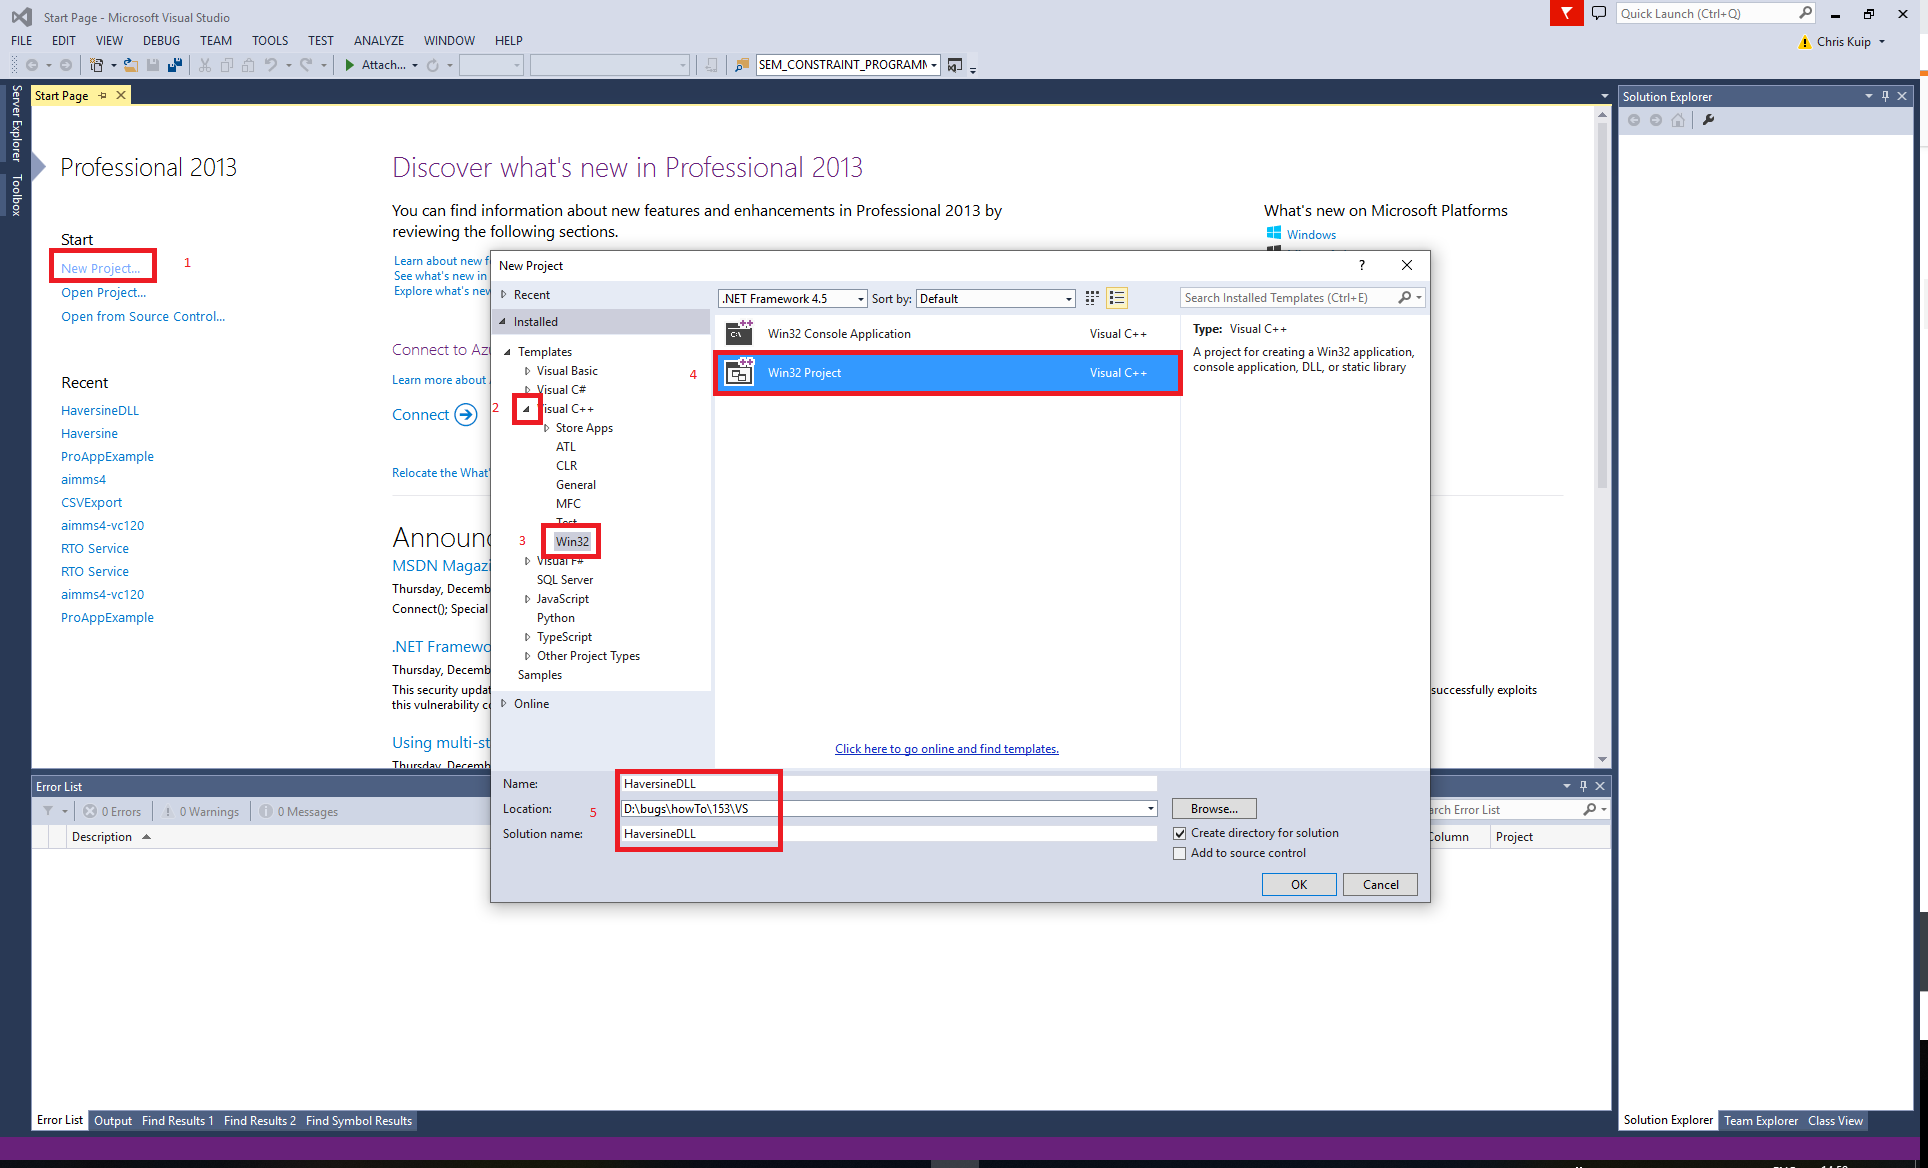 Start Page - Microsoft Visual Studio
Quick Launch (Ctrl+Q)
FILE EDIT VIEW DEBUG TEAM TOOLS TEST ANALYZE WINDOW HELP
Chris Kuip
Attach...
SEM_CONSTRAINT_PROGRAMM
Server Explorer
Toolbox
Start Page
Solution Explorer
Professional 2013
Discover what's new in Professional 2013
You can find information about new features and enhancements in Professional 2013 by
reviewing the following sections.
What's new on Microsoft Platforms
Windows
Start
New Project...
1
Open Project...
Open from Source Control...
Learn about new f
See what's new in
Explore what's new
Connect to Azu
Learn more about
Connect
Relocate the What'
Recent
HaversineDLL
Haversine
ProAppExample
aimms4
CSVExport
aimms4-vc120
RTO Service
RTO Service
aimms4-vc120
ProAppExample
Announc
MSDN Magazi
Thursday, Decemb
Connect(); Special
.NET Framewo
Thursday, Decemb
This security updat
successfully exploits
this vulnerability c
Using multi-st
Thursday, Decemb
New Project
?
Recent
.NET Framework 4.5
Sort by:
Default
Search Installed Templates (Ctrl+E)
Installed
Templates
Visual Basic
Visual C#
2
isual C++
Store Apps
ATL
CLR
General
MFC
Test
3
Win32
Visual F#
SQL Server
JavaScript
Python
TypeScript
Other Project Types
Samples
Online
Win32 Console Application Visual C++
4
Win32 Project Visual C++
Type: Visual C++
A project for creating a Win32 application,
console application, DLL, or static library
Click here to go online and find templates.
Name:
HaversineDLL
Location:
5
D:\bugs\howTo\153\VS
Browse...
Solution name:
HaversineDLL
Create directory for solution
Add to source control
OK
Cancel
Error List
0 Errors
0 Warnings
0 Messages
arch Error List
Description
Column
Project
Error List Output Find Results 1 Find Results 2 Find Symbol Results
Solution Explorer Team Explorer Class View